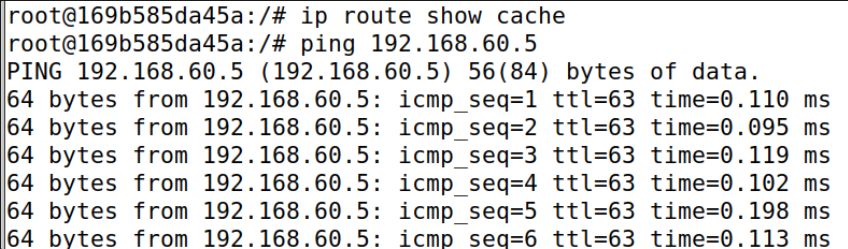 root@169b585da45a:/# ip route show cache
root@169b585da45a:/# ping 192.168.60.5
PING 192.168.60.5 (192.168.60.5) 56(84) bytes of data.
64 bytes from 192.168.60.5: icmp_seq=1 ttl=63 time=0.110 ms
64 bytes from 192.168.60.5: icmp_seq=2 ttl=63 time=0.095 ms
64 bytes from 192.168.60.5: icmp_seq=3 ttl=63 time=0.119 ms
64 bytes from 192.168.60.5: icmp_seq=4 ttl=63 time=0.102 ms
64 bytes from 192.168.60.5: icmp_seq=5 ttl=63 time=0.198 ms
64 bytes from 192.168.60.5: icmp_seq=6 ttl=63 time=0.113 ms